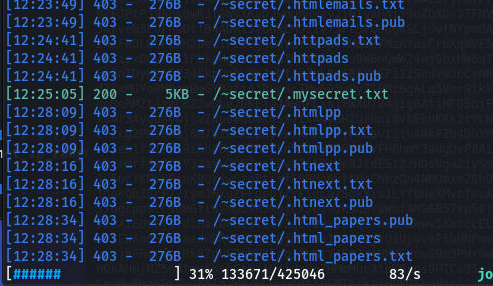 [12:23:49] 403 -  276B  - /~secret/.htmlemails.txt
[12:23:49] 403 -  276B  - /~secret/.htmlemails.pub
[12:24:41] 403 -  276B  - /~secret/.httpads.txt
[12:24:41] 403 -  276B  - /~secret/.httpads
[12:24:41] 403 -  276B  - /~secret/.httpads.pub
[12:25:05] 200 -    5KB - /~secret/.mysecret.txt
[12:28:09] 403 -  276B  - /~secret/.htmlpp
[12:28:09] 403 -  276B  - /~secret/.htmlpp.txt
[12:28:09] 403 -  276B  - /~secret/.htmlpp.pub
[12:28:16] 403 -  276B  - /~secret/.htnext
[12:28:16] 403 -  276B  - /~secret/.htnext.txt
[12:28:16] 403 -  276B  - /~secret/.htnext.pub
[12:28:34] 403 -  276B  - /~secret/.html_papers.pub
[12:28:34] 403 -  276B  - /~secret/.html_papers
[12:28:34] 403 -  276B  - /~secret/.html_papers.txt
[######              ] 31% 133671/425046       83/s       jo